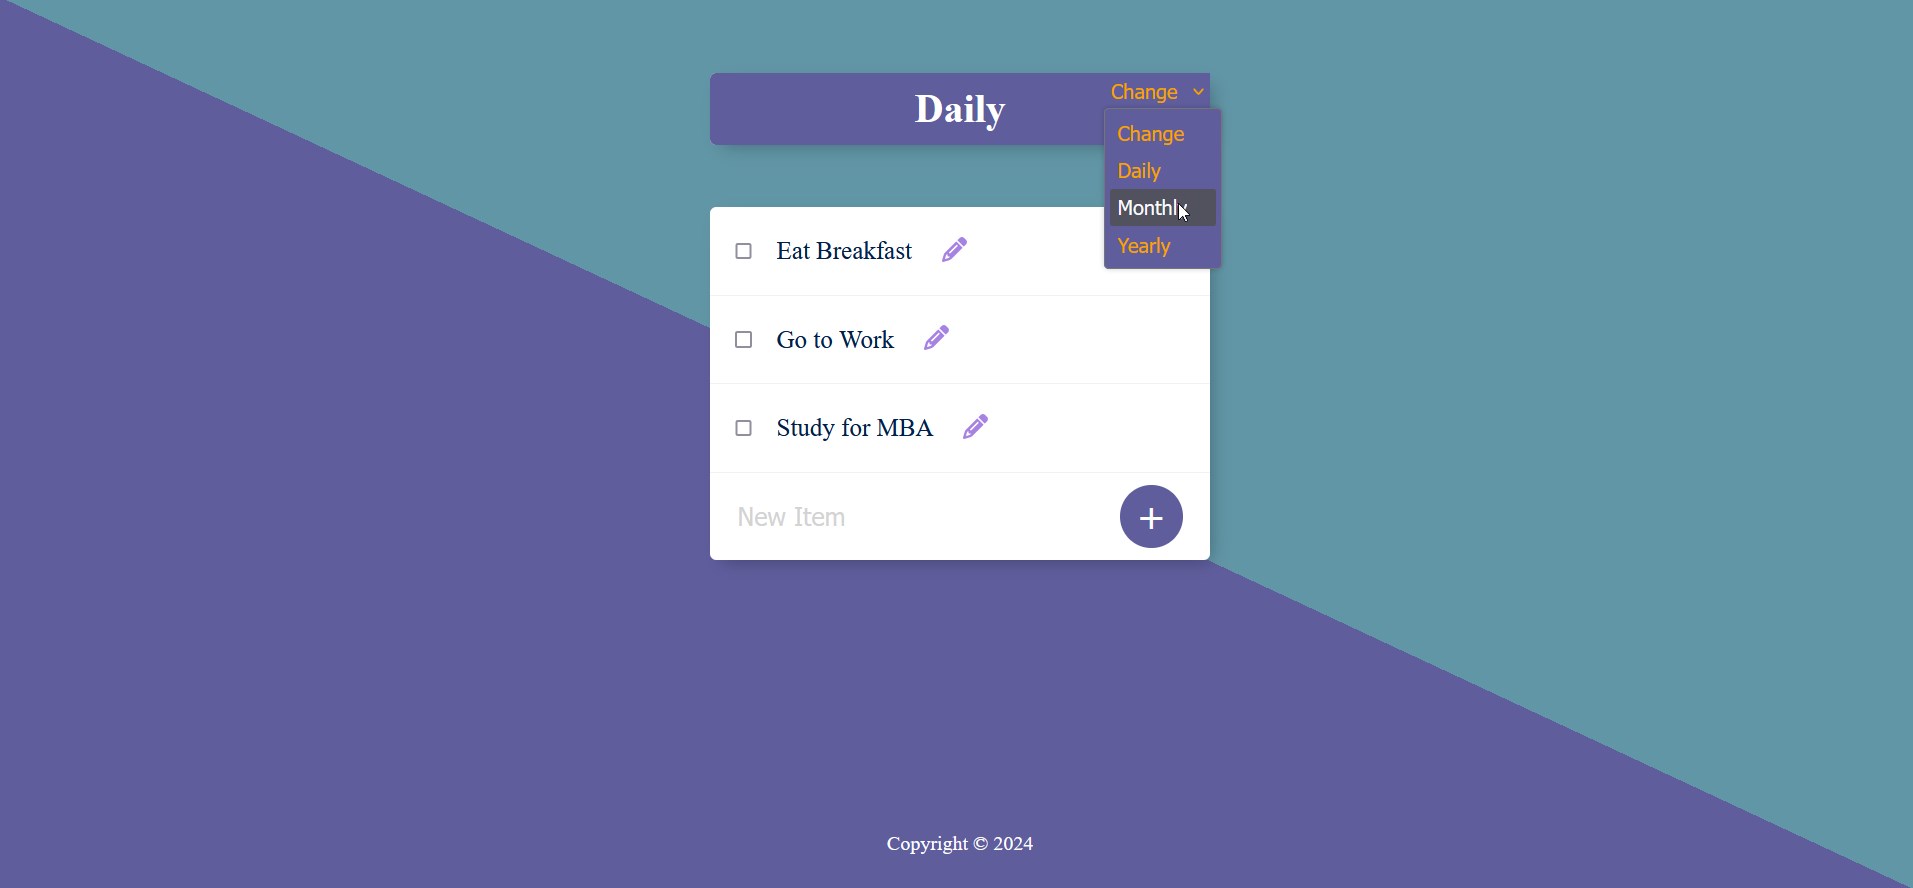 Daily
Change
Change
Daily
Monthly
Yearly
Eat Breakfast
Go to Work
Study for MBA
New Item
+
Copyright © 2024